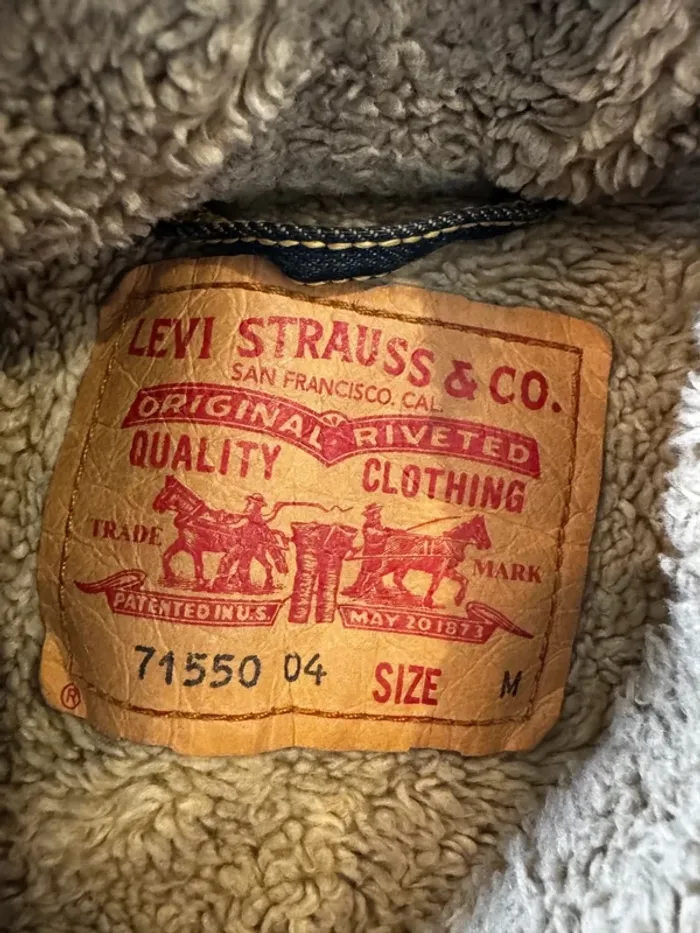 LEVI STRAUSS & CO.
SAN FRANCISCO. CAL.
ORIGINAL RIVETED
QUALITY CLOTHING
TRADE MARK
PATENTED IN U.S. MAY 20 1873
71550 04 SIZE M
®